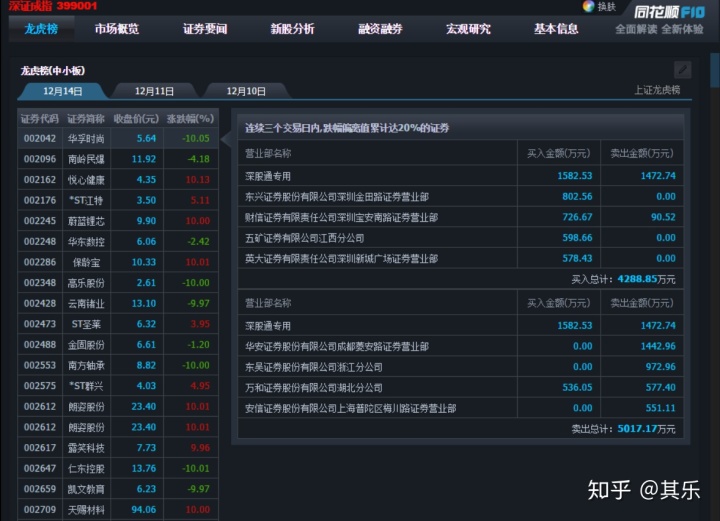 深证成指 399001
换肤
同花顺F10
全面解读 全新体验
龙虎榜 市场概览 证券要闻 新股分析 融资融券 宏观研究 基本信息
龙虎榜(中小板)
12月14日 12月11日 12月10日 上证龙虎榜
证券代码 证券简称 收盘价(元) 涨跌幅(%)
002042 华孚时尚 5.64 -10.05
002096 南岭民爆 11.92 -4.18
002162 悦心健康 4.35 10.13
002176 *ST江特 3.50 5.11
002245 蔚蓝锂芯 9.90 10.00
002248 华东数控 6.06 -2.42
002286 保龄宝 10.33 10.01
002348 高乐股份 2.61 -10.00
002428 云南锗业 13.10 -9.97
002473 ST圣莱 6.32 3.95
002488 金固股份 6.61 -1.20
002553 南方轴承 8.82 -10.00
002575 *ST群兴 4.03 4.95
002612 朗姿股份 23.40 10.01
002612 朗姿股份 23.40 10.01
002617 露笑科技 7.73 9.96
002647 仁东控股 13.76 -10.01
002659 凯文教育 6.23 -9.97
002709 天赐材料 94.06 10.00
连续三个交易日内,跌幅偏离值累计达20%的证券
营业部名称 买入金额(万元) 卖出金额(万元)
深股通专用 1582.53 1472.74
东兴证券股份有限公司深圳金田路证券营业部 802.56 0.00
财信证券有限责任公司深圳宝安南路证券营业部 726.67 90.52
五矿证券有限公司江西分公司 598.66 0.00
英大证券有限责任公司深圳新城广场证券营业部 578.43 0.00
买入总计：4288.85万元
营业部名称 买入金额(万元) 卖出金额(万元)
深股通专用 1582.53 1472.74
华安证券股份有限公司成都菱安路证券营业部 0.00 1442.96
东吴证券股份有限公司浙江分公司 0.00 972.96
万和证券股份有限公司湖北分公司 536.05 577.40
安信证券股份有限公司上海普陀区梅川路证券营业部 0.00 551.11
卖出总计：5017.17万元
知乎 @其乐